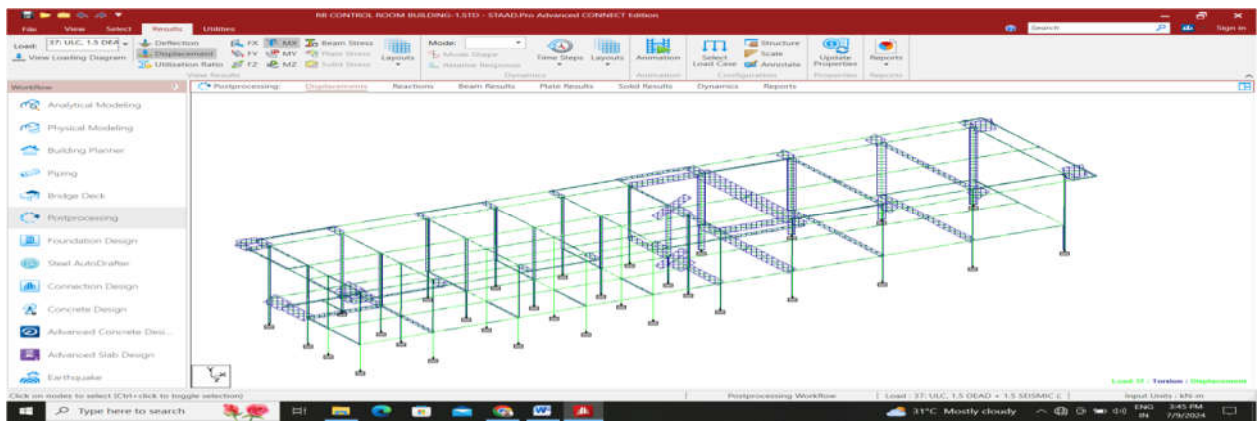 RR CONTROL ROOM BUILDING-1.STD - STAAD.Pro Advanced CONNECT Edition
File View Select Results Utilities Search Sign in
Load: 37: ULC, 1.5 DEA
View Loading Diagram
Deflection
Displacement
Utilization Ratio
FX MX Beam Stress
FY MY Plate Stress
FZ MZ Solid Stress
Layouts
View Results
Mode:
Mode Shape
Relative Response
Time Steps Layouts
Dynamics
Animation
Animation
Select Load Case
Structure
Scale
Annotate
Configuration
Update Properties
Properties
Reports
Reports
Workflow
Postprocessing: Displacements Reactions Beam Results Plate Results Solid Results Dynamics Reports
Analytical Modeling
Physical Modeling
Building Planner
Piping
Bridge Deck
Postprocessing
Foundation Design
Steel AutoDrafter
Connection Design
Concrete Design
Advanced Concrete Desi...
Advanced Slab Design
Earthquake
Load 37 : Torsion : Displacement
Click on nodes to select (Ctrl+click to toggle selection) Postprocessing Workflow Load : 37: ULC, 1.5 DEAD + 1.5 SEISMIC ( Input Units : kN-m
Type here to search 31°C Mostly cloudy ENG 3:45 PM
IN 7/9/2024